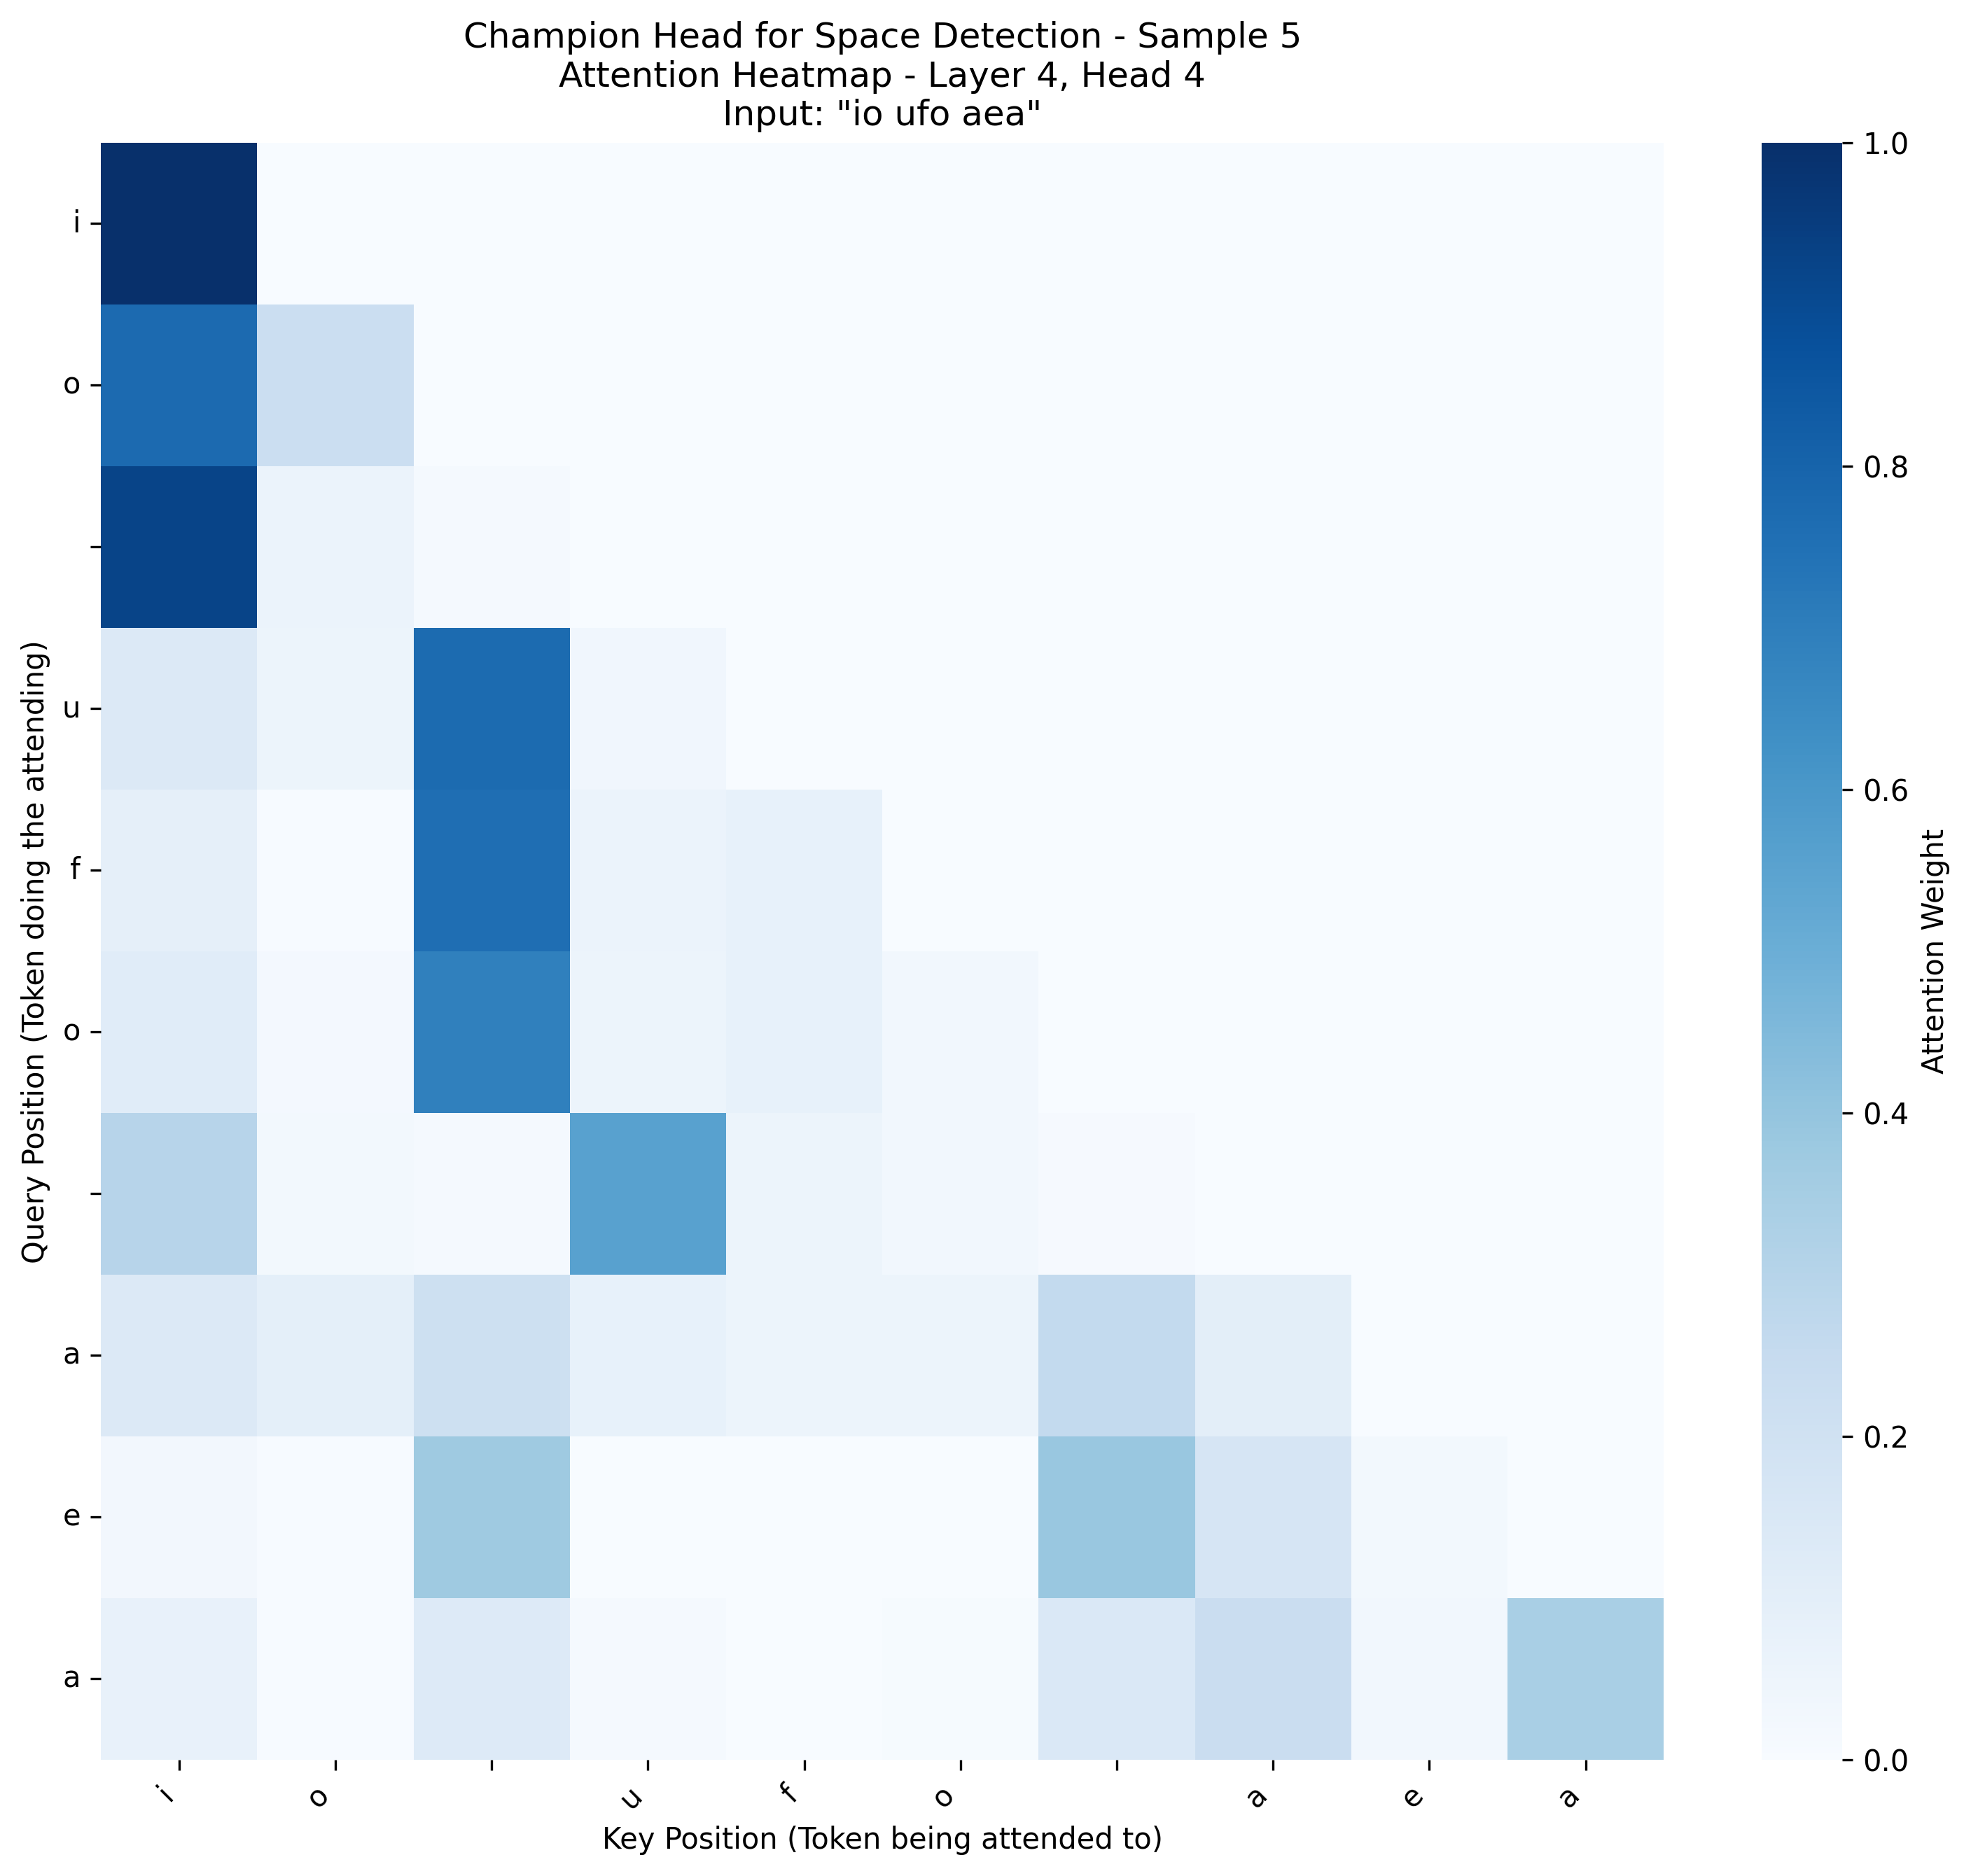 Champion Head for Space Detection - Sample 5
Attention Heatmap - Layer 4, Head 4
Input: "io ufo aea"
Query Position (Token doing the attending)
i
o
u
f
o
a
e
a
i
o
u
f
o
a
e
a
Key Position (Token being attended to)
1.0
0.8
0.6
0.4
0.2
0.0
Attention Weight